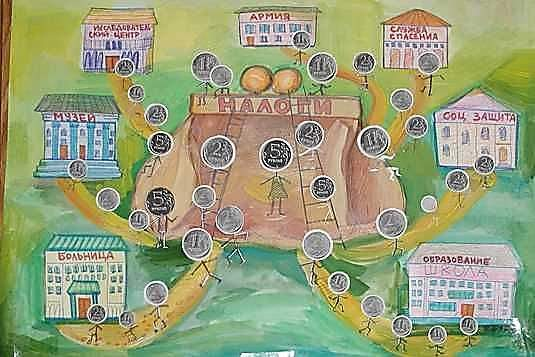 ИССЛЕДОВАТЕЛЬ-
СКИЙ ЦЕНТР
АРМИЯ
СЛУЖБА
СПАСЕНИЯ
МУЗЕЙ
НАЛОГИ
СОЦ. ЗАЩИТА
БОЛЬНИЦА
ОБРАЗОВАНИЕ
ШКОЛА